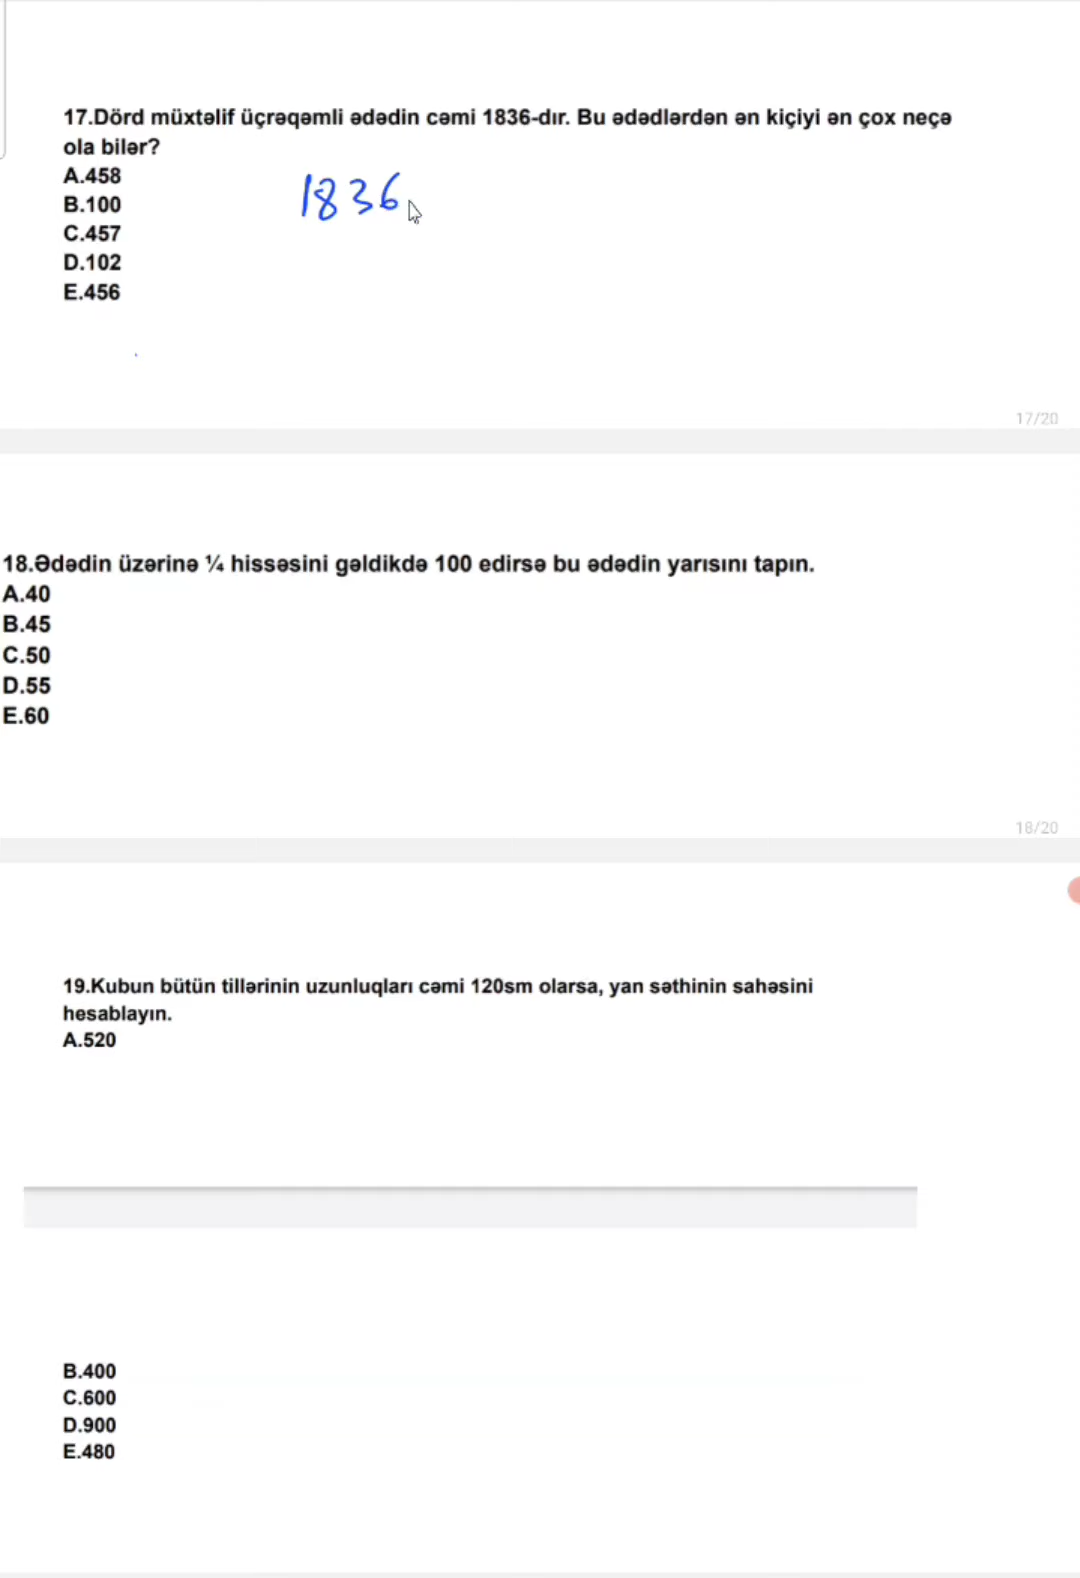 17.Dörd müxtəlif üçrəqəmli ədədin cəmi 1836-dır. Bu ədədlərdən ən kiçiyi ən çox neçə
ola bilər?
A.458
B.100
C.457
D.102
E.456
1836
17/20
18.Ədədin üzərinə ¼ hissəsini gəldikdə 100 edirsə bu ədədin yarısını tapın.
A.40
B.45
C.50
D.55
E.60
18/20
19.Kubun bütün tillərinin uzunluqları cəmi 120sm olarsa, yan səthinin sahəsini
hesablayın.
A.520
B.400
C.600
D.900
E.480